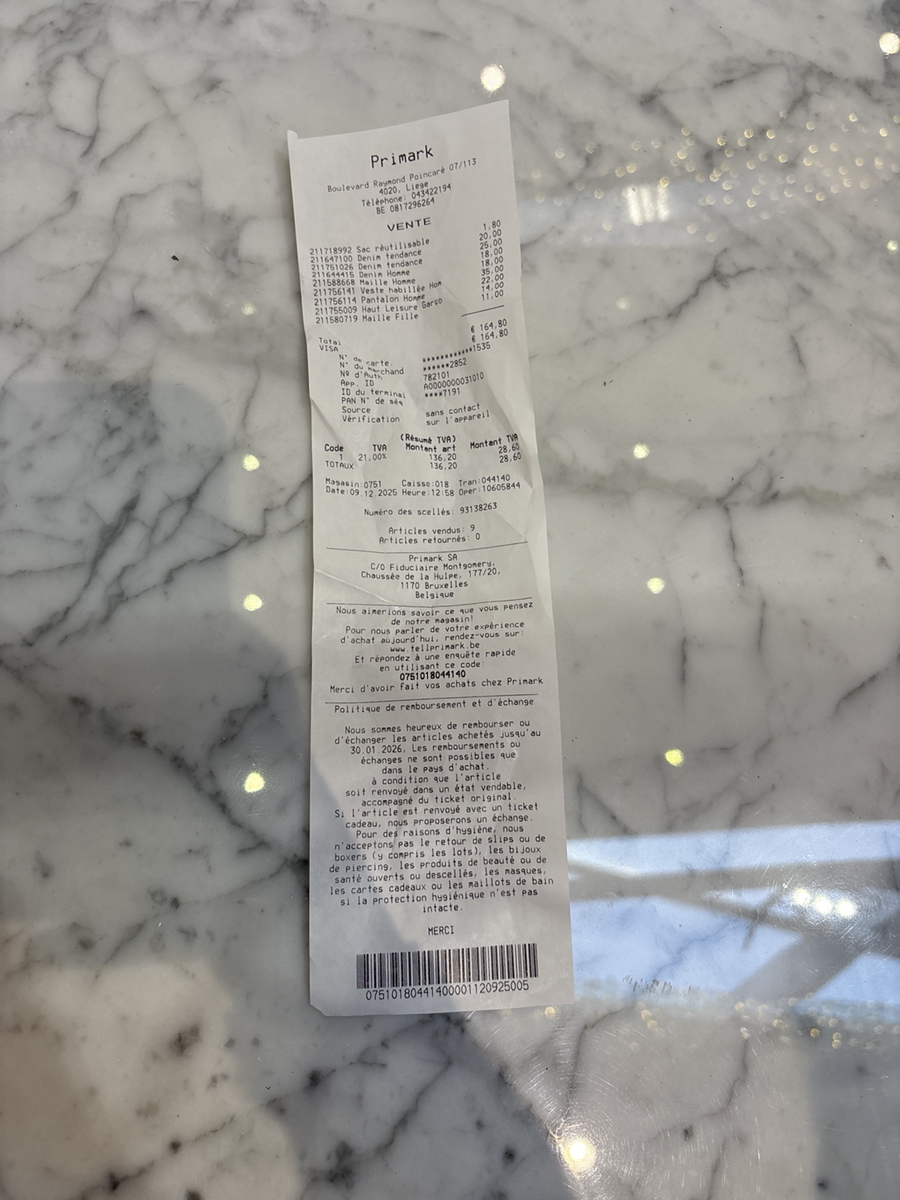 Primark
Boulevard Raymond Poincaré 07/113
4020, Liege
Téléphone: 043422194
BE 0817296264
VENTE
211718992 Sac réutilisable 1,80
211647100 Denim tendance 20,00
211751026 Denim tendance 25,00
211644415 Denim Homme 18,00
211588668 Maille Homme 18,00
211756141 Veste habillée Hom 35,00
211756114 Pantalon Homme 22,00
211755009 Haut Leisure Garço 14,00
211580719 Maille Fille 11,00
Total € 164,80
VISA € 164,80
N° de carte. ************1535
N° du marchand ******2852
Nº d'Auth 782101
App. ID A0000000031010
ID du terminal ****7191
PAN N° de séq
Source sans contact
Vérification sur l'appareil
(Résumé TVA)
Code TVA Montant art Montant TVA
1 21,00% 136,20 28,60
TOTAUX 136,20 28,60
Magasin:0751 Caisse:018 Tran:044140
Date:09.12.2025 Heure:12:58 Oper:10605844
Numéro des scellés: 93138263
Articles vendus: 9
Articles retournés: 0
Primark SA
C/O Fiduciaire Montgomery,
Chaussée de la Hulpe, 177/20,
1170 Bruxelles
Belgique
Nous aimerions savoir ce que vous pensez
de notre magasin!
Pour nous parler de votre expérience
d'achat aujourd'hui, rendez-vous sur:
www.tellprimark.be
Et répondez à une enquête rapide
en utilisant ce code:
0751018044140
Merci d'avoir fait vos achats chez Primark
Politique de remboursement et d'échange
Nous sommes heureux de rembourser ou
d'échanger les articles achetés jusqu'au
30.01.2026, Les remboursements ou
échanges ne sont possibles que
dans le pays d'achat.
à condition que l'article
soit renvoyé dans un état vendable,
accompagné du ticket original.
Si l'article est renvoyé avec un ticket
cadeau, nous proposerons un échange.
Pour des raisons d'hygiène, nous
n'acceptons pas le retour de slips ou de
boxers (y compris les lots), les bijoux
de piercing, les produits de beauté ou de
santé ouverts ou descellés, les masques,
les cartes cadeaux ou les maillots de bain
si la protection hygiénique n'est pas
intacte.
MERCI
07510180441400001120925005